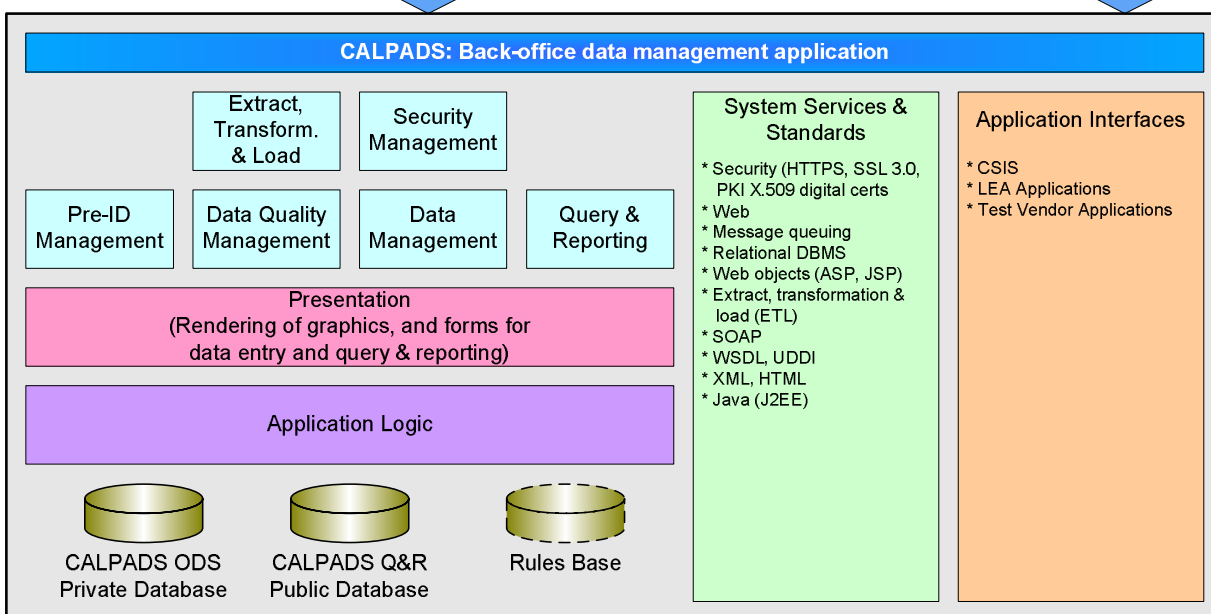 CALPADS: Back-office data management application
Extract,
Transform.
& Load
Security
Management
Pre-ID
Management
Data Quality
Management
Data
Management
Query &
Reporting
Presentation
(Rendering of graphics, and forms for
data entry and query & reporting)
Application Logic
CALPADS ODS
Private Database
CALPADS Q&R
Public Database
Rules Base
System Services &
Standards
* Security (HTTPS, SSL 3.0,
PKI X.509 digital certs
* Web
* Message queuing
* Relational DBMS
* Web objects (ASP, JSP)
* Extract, transformation &
load (ETL)
* SOAP
* WSDL, UDDI
* XML, HTML
* Java (J2EE)
Application Interfaces
* CSIS
* LEA Applications
* Test Vendor Applications